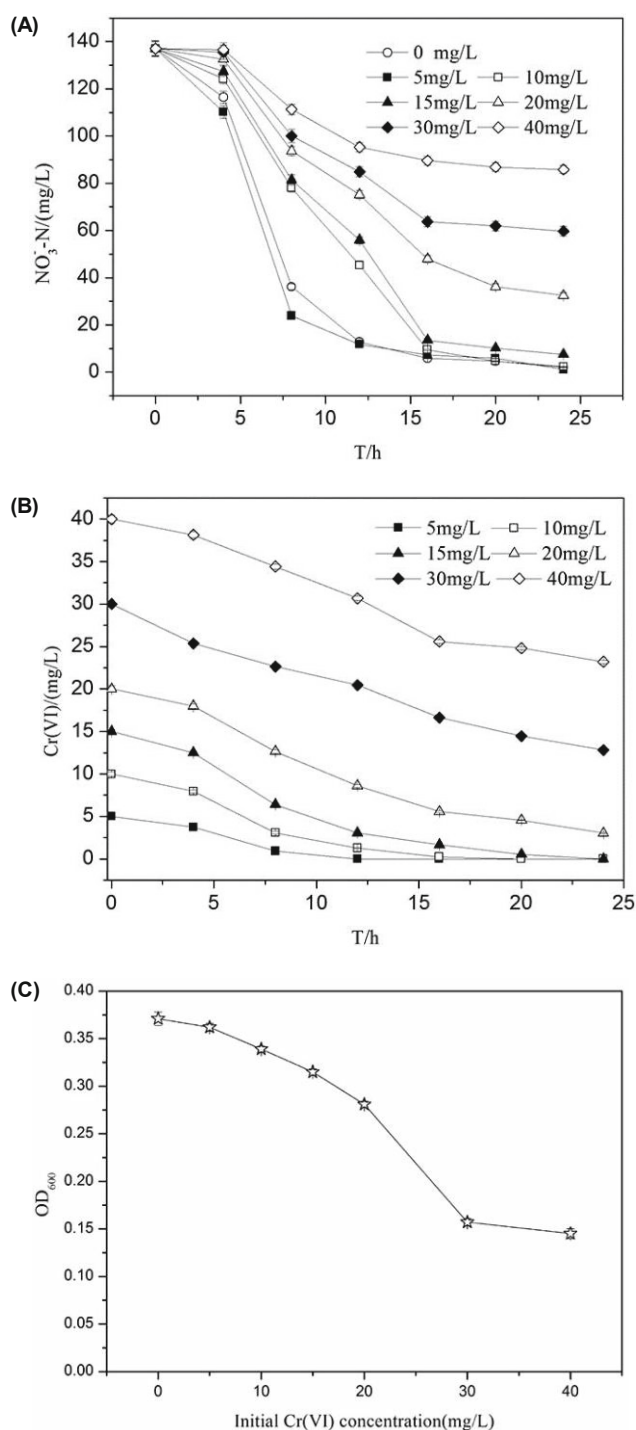 (A)
140
120
100
80
60
40
20
0
NO₃⁻-N/(mg/L)
0 mg/L
5mg/L 10mg/L
15mg/L 20mg/L
30mg/L 40mg/L
0 5 10 15 20 25
T/h
(B)
40
35
30
25
20
15
10
5
0
Cr(VI)/(mg/L)
5mg/L 10mg/L
15mg/L 20mg/L
30mg/L 40mg/L
0 5 10 15 20 25
T/h
(C)
0.40
0.35
0.30
0.25
0.20
0.15
0.10
0.05
0.00
OD₆₀₀
0 10 20 30 40
Initial Cr(VI) concentration(mg/L)